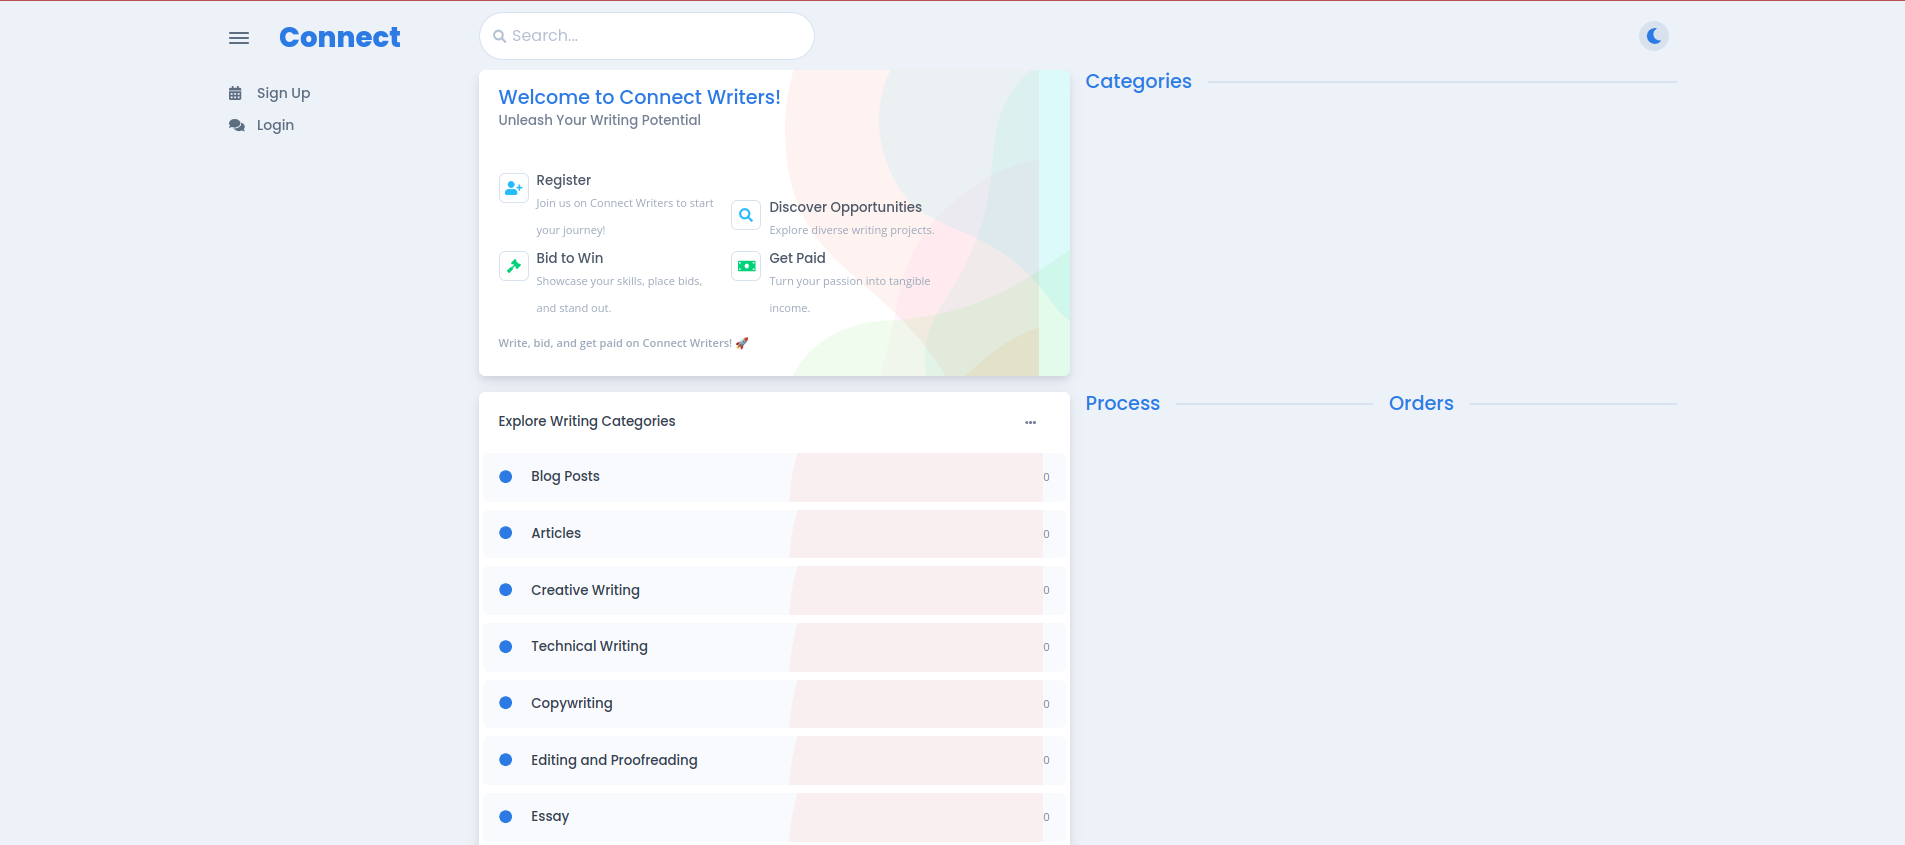 Connect
Search...
Sign Up
Login
Welcome to Connect Writers!
Unleash Your Writing Potential
Register
Join us on Connect Writers to start
your journey!
Discover Opportunities
Explore diverse writing projects.
Bid to Win
Showcase your skills, place bids,
and stand out.
Get Paid
Turn your passion into tangible
income.
Write, bid, and get paid on Connect Writers! 🚀
Categories
Process
Orders
Explore Writing Categories
Blog Posts 0
Articles 0
Creative Writing 0
Technical Writing 0
Copywriting 0
Editing and Proofreading 0
Essay 0